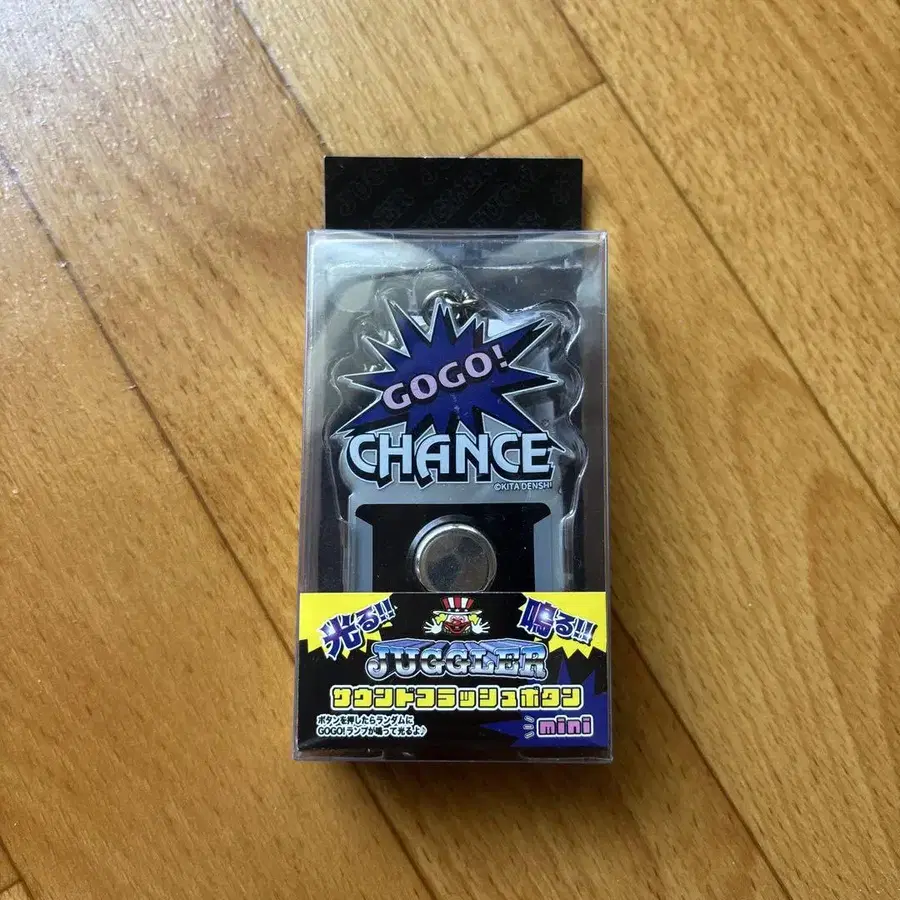 JUGGLER
GOGO!
CHANCE
©KITA DENSHI
光る!!
鳴る!!
JUGGLER
サウンドフラッシュボタン
mini
ボタンを押したらランダムに
GOGO!ランプが鳴って光るよ♪